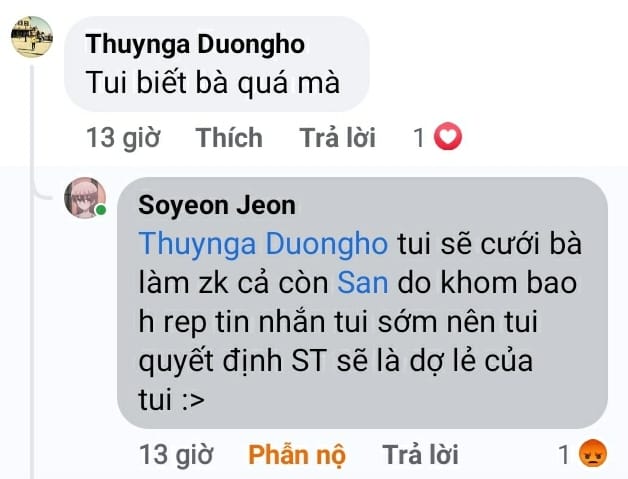 Thuynga Duongho
Tui biết bà quá mà
13 giờ Thích Trả lời 1
Soyeon Jeon
Thuynga Duongho tui sẽ cưới bà
làm zk cả còn San do khom bao
h rep tin nhắn tui sớm nên tui
quyết định ST sẽ là dợ lẻ của
tui :>
13 giờ Phẫn nộ Trả lời 1